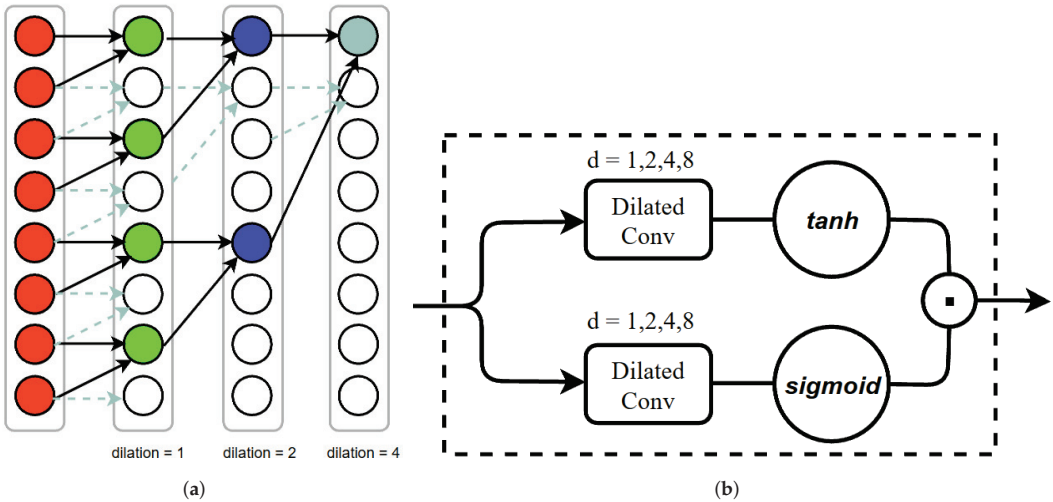 dilation = 1
dilation = 2
dilation = 4
(a)
d = 1,2,4,8
Dilated
Conv
tanh
d = 1,2,4,8
Dilated
Conv
sigmoid
(b)